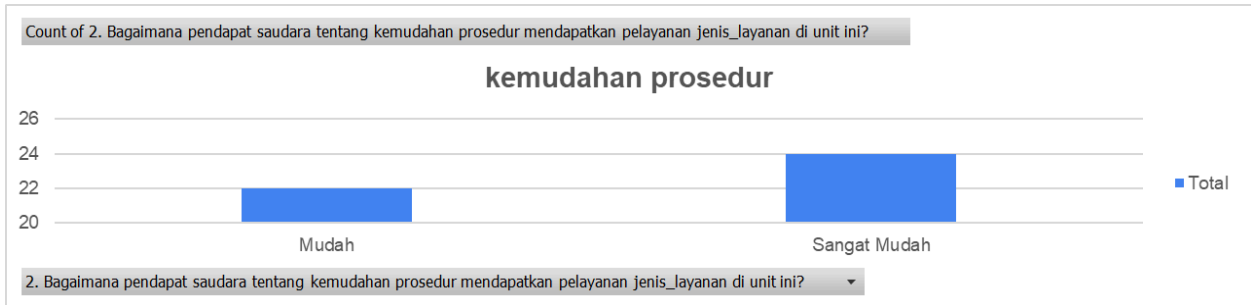 Count of 2. Bagaimana pendapat saudara tentang kemudahan prosedur mendapatkan pelayanan jenis_layanan di unit ini?
kemudahan prosedur
26
24
22
20
Mudah
Sangat Mudah
Total
2. Bagaimana pendapat saudara tentang kemudahan prosedur mendapatkan pelayanan jenis_layanan di unit ini?